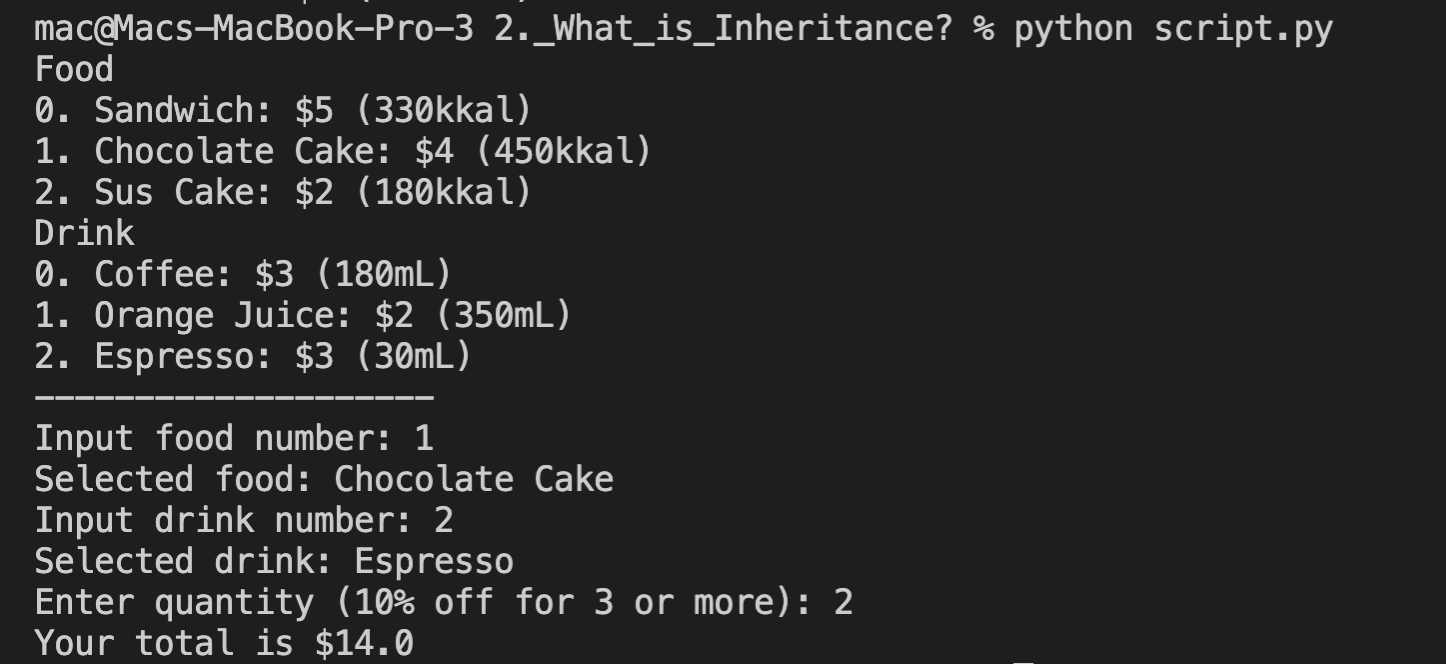 mac@Macs-MacBook-Pro-3 2._What_is_Inheritance? % python script.py
Food
0. Sandwich: $5 (330kkal)
1. Chocolate Cake: $4 (450kkal)
2. Sus Cake: $2 (180kkal)
Drink
0. Coffee: $3 (180mL)
1. Orange Juice: $2 (350mL)
2. Espresso: $3 (30mL)
--------------------
Input food number: 1
Selected food: Chocolate Cake
Input drink number: 2
Selected drink: Espresso
Enter quantity (10% off for 3 or more): 2
Your total is $14.0